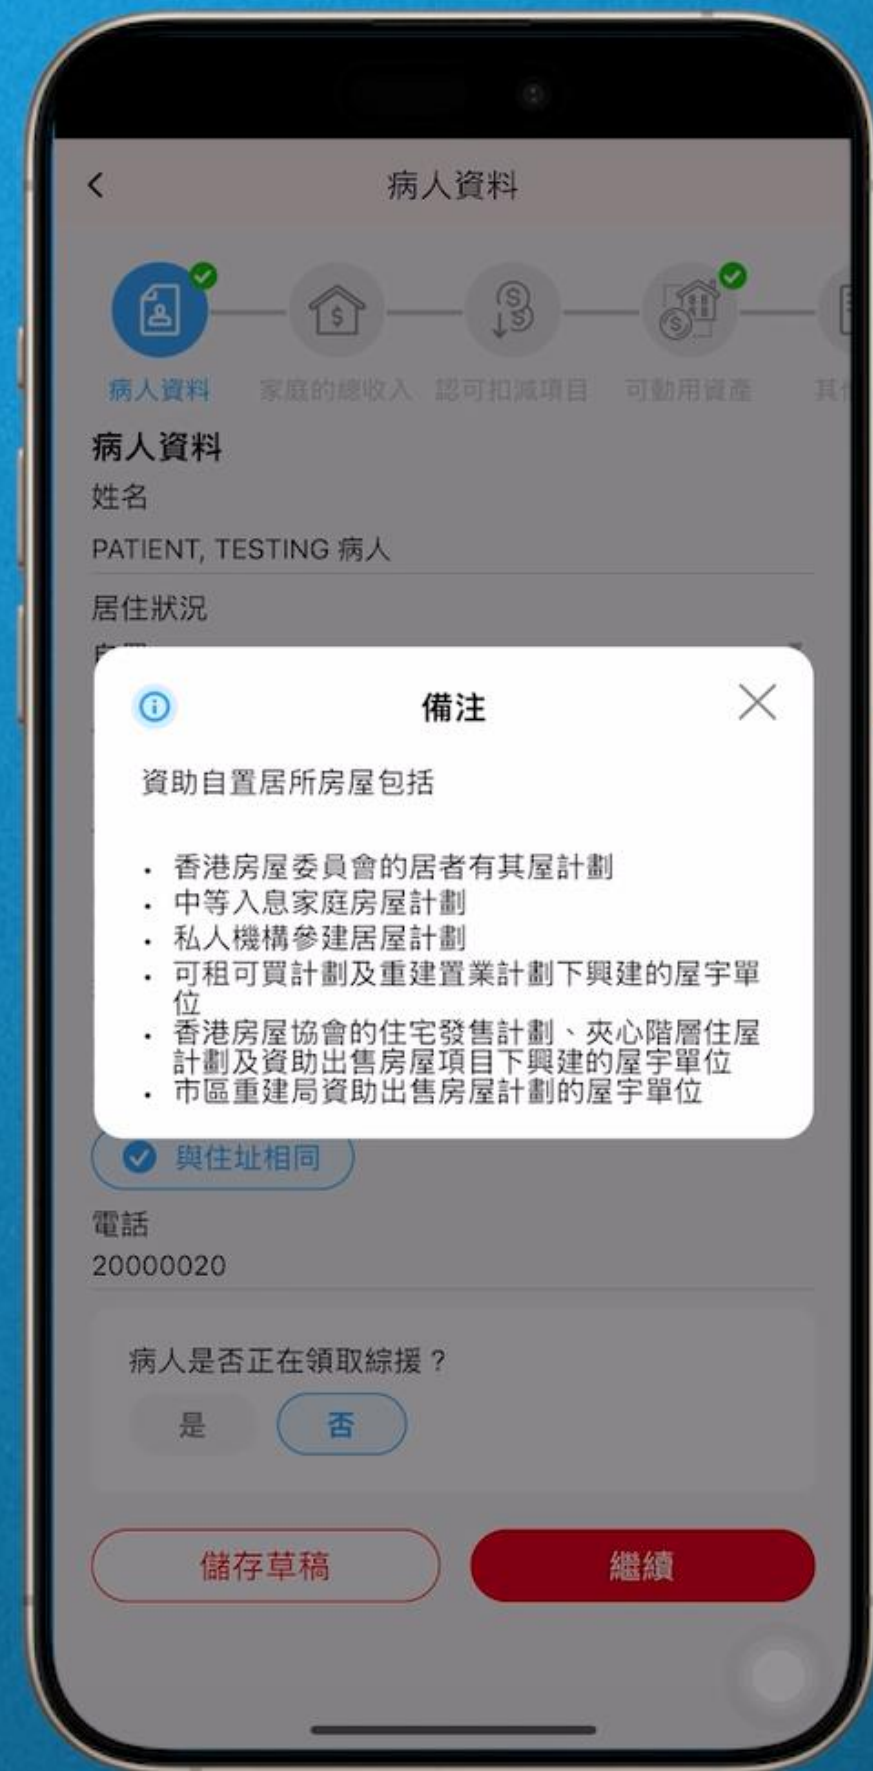 病人資料
病人資料
家庭的總收入
認可扣減項目
可動用資產
其
病人資料
姓名
PATIENT, TESTING 病人
居住狀況
備注
資助自置居所房屋包括
• 香港房屋委員會的居者有其屋計劃
• 中等入息家庭房屋計劃
• 私人機構參建居屋計劃
• 可租可買計劃及重建置業計劃下興建的屋宇單
位
• 香港房屋協會的住宅發售計劃、夾心階層住屋
計劃及資助出售房屋項目下興建的屋宇單位
• 市區重建局資助出售房屋計劃的屋宇單位
與住址相同
電話
20000020
病人是否正在領取綜援？
是
否
儲存草稿
繼續